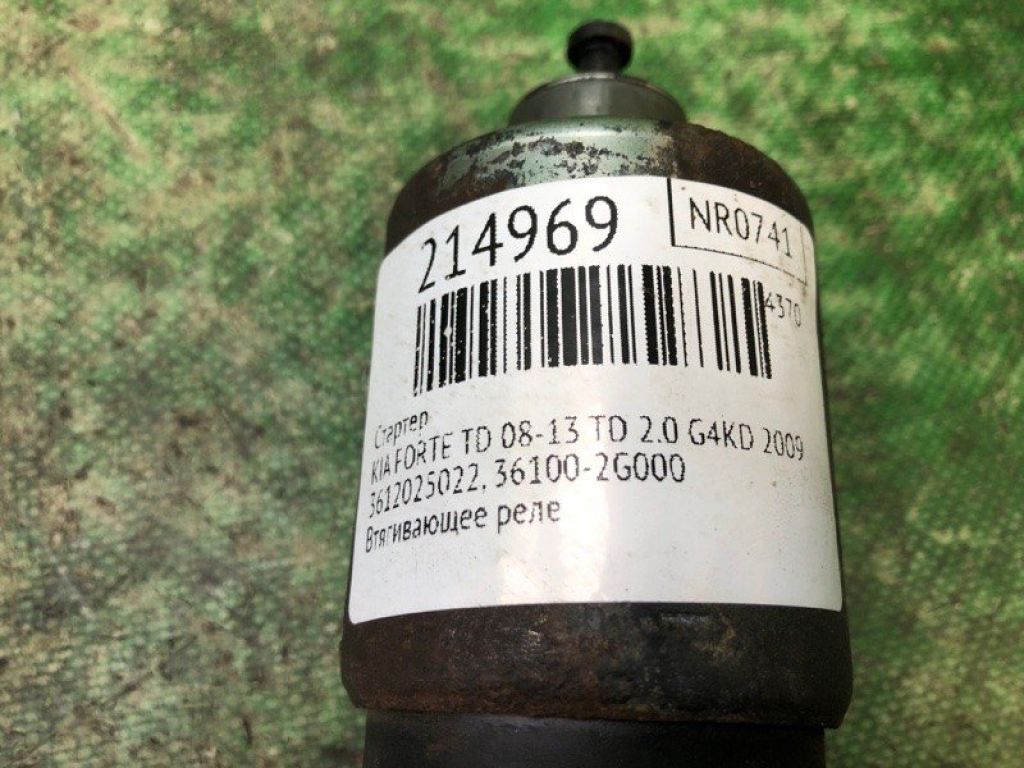 214969
NR0741
4370
Стартер
KIA FORTE TD 08-13 TD 2.0 G4KD 2009
3612025022, 36100-2G000
Втягивающее реле